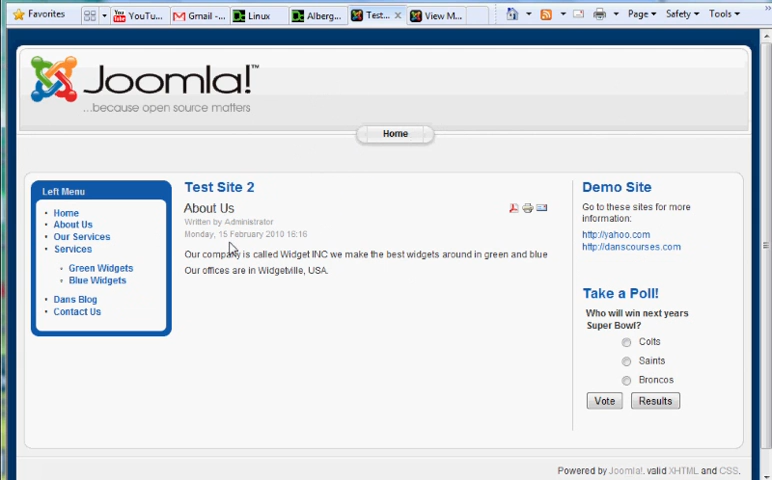 Favorites
YouTu...
Gmail -...
Linux
Alberg...
Test...
View M...
Page
Safety
Tools
Joomla!™
...because open source matters
Home
Left Menu
Home
About Us
Our Services
Services
Green Widgets
Blue Widgets
Dans Blog
Contact Us
Test Site 2
About Us
Written by Administrator
Monday, 15 February 2010 16:16
Our company is called Widget INC we make the best widgets around in green and blue
Our offices are in Widgetville, USA.
Demo Site
Go to these sites for more
information:
http://yahoo.com
http://danscourses.com
Take a Poll!
Who will win next years
Super Bowl?
Colts
Saints
Broncos
Vote
Results
Powered by Joomla!. valid XHTML and CSS.